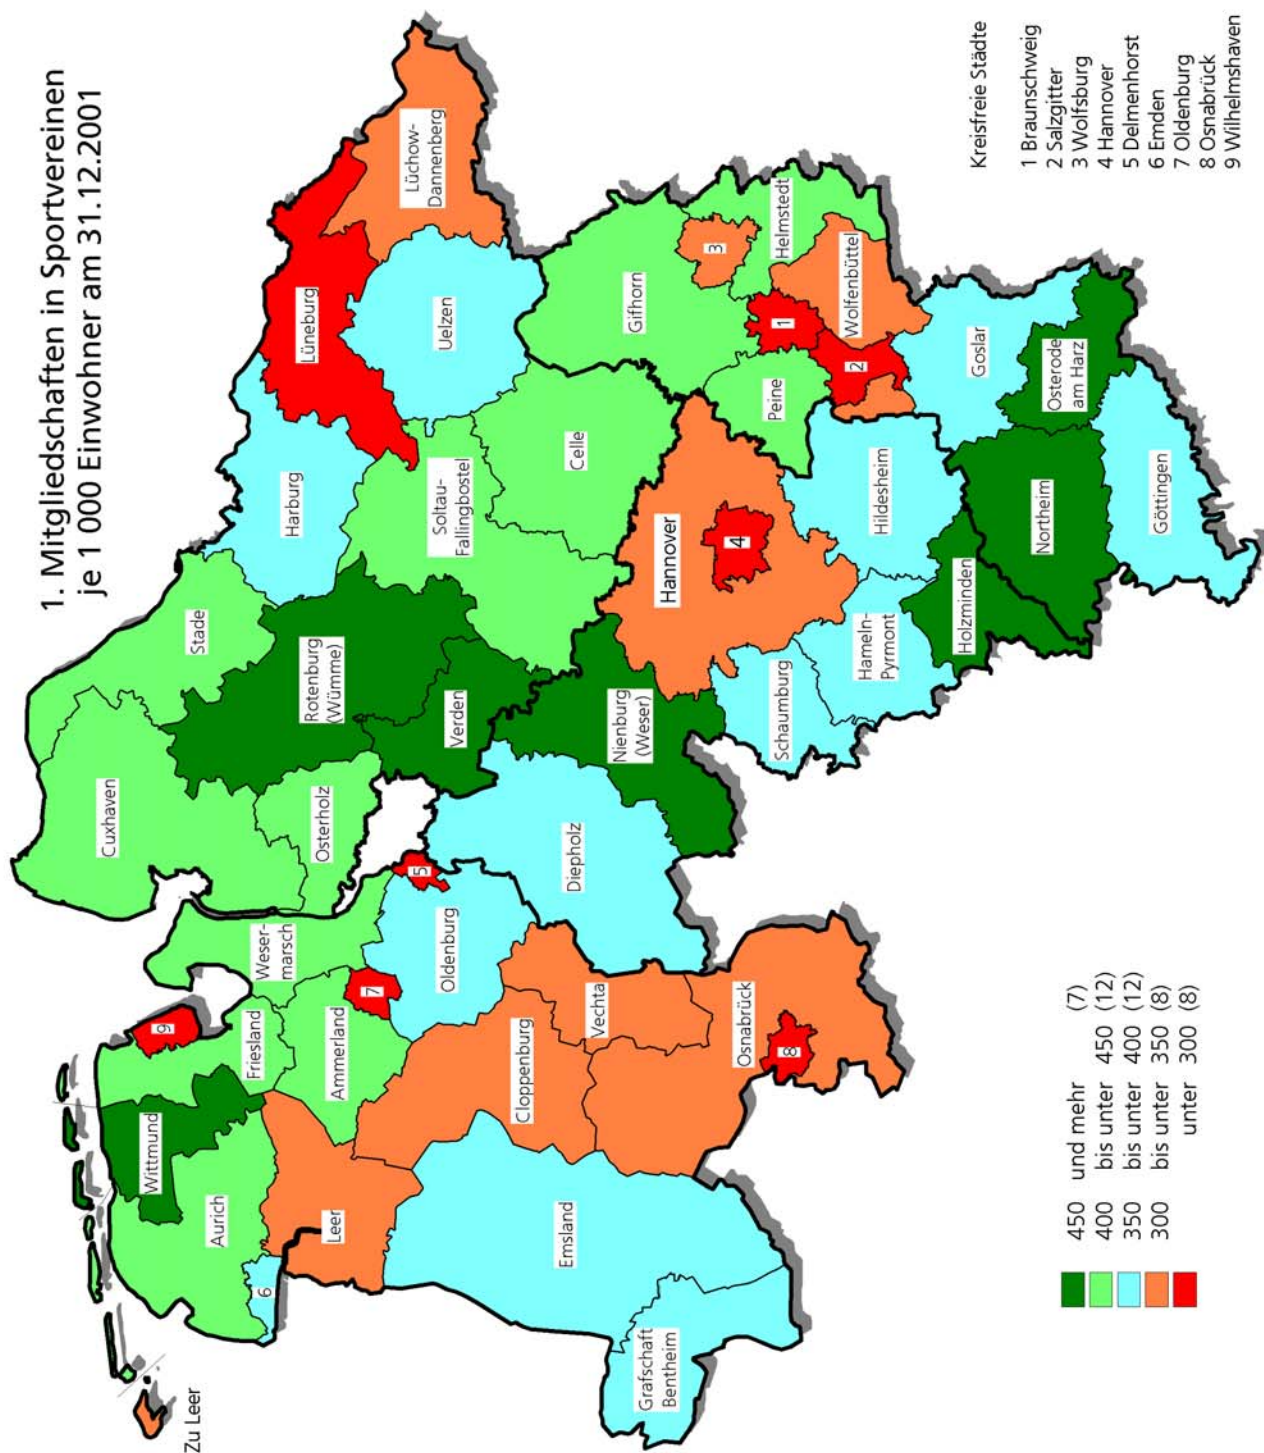 1. Mitgliedschaften in Sportvereinen
je 1 000 Einwohner am 31.12.2001
Cuxhaven
Stade
Harburg
Lüneburg
Lüchow-
Dannenberg
Uelzen
Rotenburg
(Wümme)
Osterholz
Verden
Soltau-
Fallingbostel
Celle
Gifhorn
3
Helmstedt
1
Wolfenbüttel
2
Peine
Hannover
4
Nienburg
(Weser)
Diepholz
Schaumburg
Hameln-
Pyrmont
Hildesheim
Holzminden
Northeim
Goslar
Osterode
am Harz
Göttingen
Weser-
marsch
5
Oldenburg
7
Ammerland
Friesland
9
Wittmund
Aurich
6
Leer
Zu Leer
Cloppenburg
Vechta
Osnabrück
8
Emsland
Grafschaft
Bentheim
450 und mehr (7)
400 bis unter 450 (12)
350 bis unter 400 (12)
300 bis unter 350 (8)
unter 300 (8)
Kreisfreie Städte
1 Braunschweig
2 Salzgitter
3 Wolfsburg
4 Hannover
5 Delmenhorst
6 Emden
7 Oldenburg
8 Osnabrück
9 Wilhelmshaven